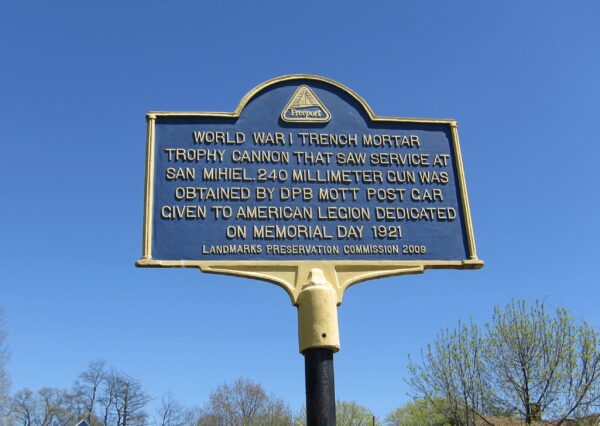 Freeport
WORLD WAR I TRENCH MORTAR
TROPHY CANNON THAT SAW SERVICE AT
SAN MIHIEL. 240 MILLIMETER GUN WAS
OBTAINED BY DPB MOTT POST GAR
GIVEN TO AMERICAN LEGION DEDICATED
ON MEMORIAL DAY 1921
LANDMARKS PRESERVATION COMMISSION 2009